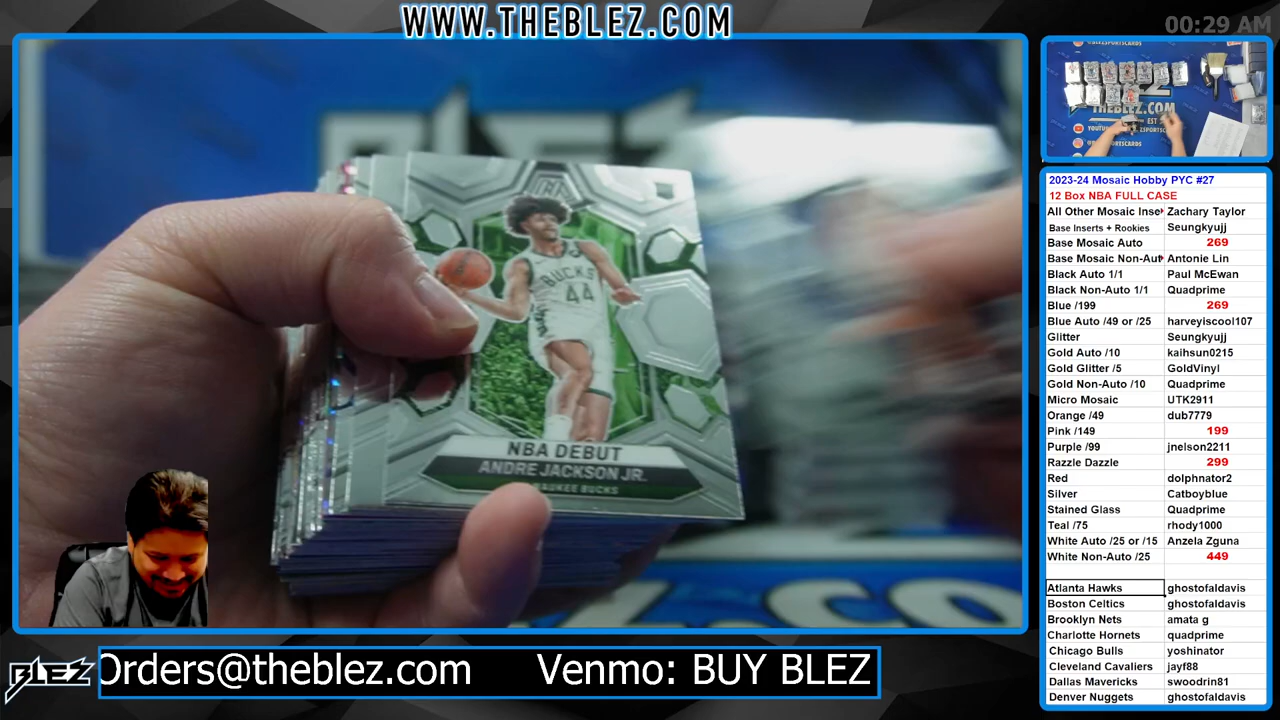 WWW.THEBLEZ.COM
00:29 AM
BUCKS
44
NBA DEBUT
ANDRE JACKSON JR.
BUCKS
THEBLEZ.COM
2023-24 Mosaic Hobby PYC #27
12 Box NBA FULL CASE
All Other Mosaic Inse Zachary Taylor
Base Inserts + Rookies Seungkyujj
Base Mosaic Auto 269
Base Mosaic Non-Aut Antonie Lin
Black Auto 1/1 Paul McEwan
Black Non-Auto 1/1 Quadprime
Blue /199 269
Blue Auto /49 or /25 harveyiscool107
Glitter Seungkyujj
Gold Auto /10 kaihsun0215
Gold Glitter /5 GoldVinyl
Gold Non-Auto /10 Quadprime
Micro Mosaic UTK2911
Orange /49 dub7779
Pink /149 199
Purple /99 jnelson2211
Razzle Dazzle 299
Red dolphnator2
Silver Catboyblue
Stained Glass Quadprime
Teal /75 rhody1000
White Auto /25 or /15 Anzela Zguna
White Non-Auto /25 449
Atlanta Hawks ghostofaldavis
Boston Celtics ghostofaldavis
Brooklyn Nets amata g
Charlotte Hornets quadprime
Chicago Bulls yoshinator
Cleveland Cavaliers jayf88
Dallas Mavericks swoodrin81
Denver Nuggets ghostofaldavis
BLEZ
Orders@theblez.com Venmo: BUY BLEZ